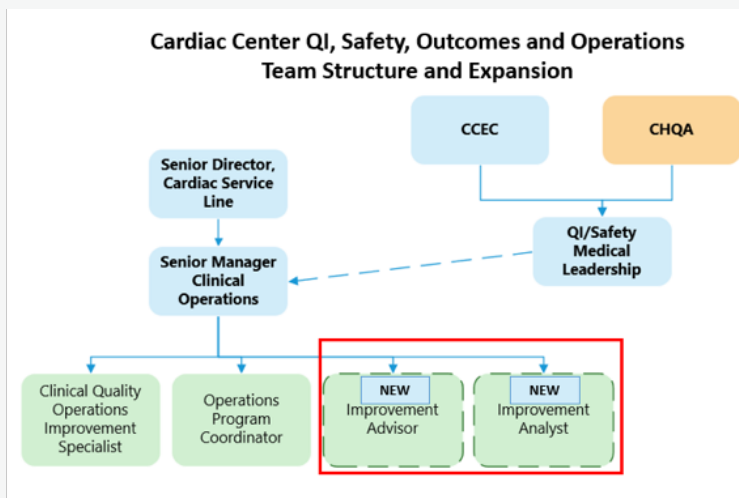 Cardiac Center QI, Safety, Outcomes and Operations
Team Structure and Expansion
CCEC
CHQA
Senior Director,
Cardiac Service
Line
QI/Safety
Medical
Leadership
Senior Manager
Clinical
Operations
Clinical Quality
Operations
Improvement
Specialist
Operations
Program
Coordinator
NEW
Improvement
Advisor
NEW
Improvement
Analyst